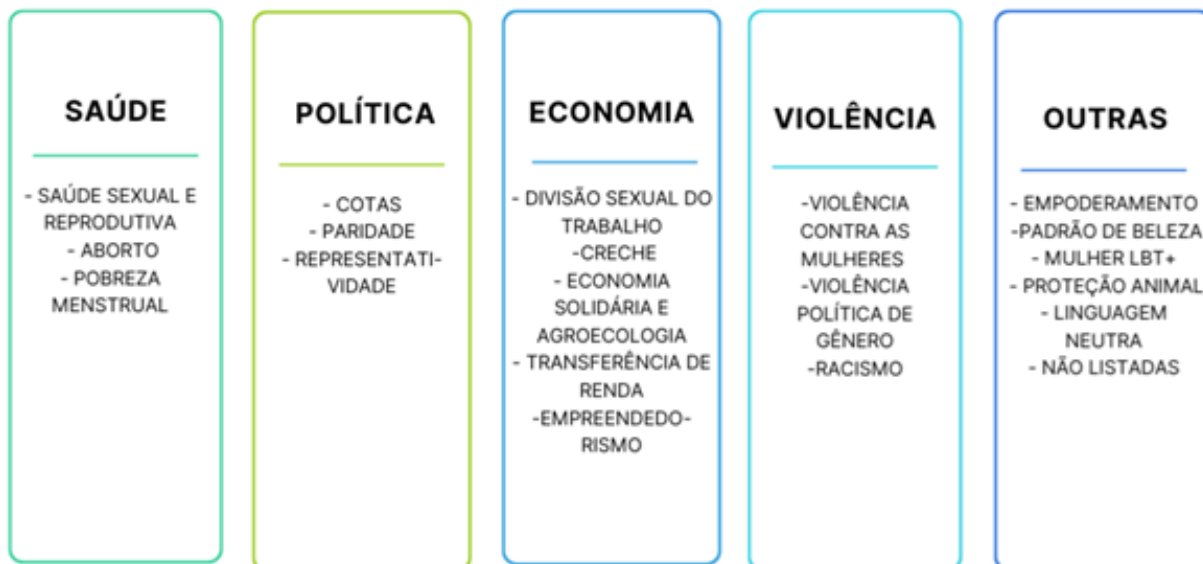 SAÚDE
- SAÚDE SEXUAL E
REPRODUTIVA
- ABORTO
- POBREZA
MENSTRUAL
POLÍTICA
- COTAS
- PARIDADE
- REPRESENTATI-
VIDADE
ECONOMIA
- DIVISÃO SEXUAL DO
TRABALHO
-CRECHE
- ECONOMIA
SOLIDÁRIA E
AGROECOLOGIA
- TRANSFERÊNCIA DE
RENDA
-EMPREENDEDO-
RISMO
VIOLÊNCIA
-VIOLÊNCIA
CONTRA AS
MULHERES
-VIOLÊNCIA
POLÍTICA DE
GÊNERO
-RACISMO
OUTRAS
- EMPODERAMENTO
-PADRÃO DE BELEZA
- MULHER LBT+
- PROTEÇÃO ANIMAL
- LINGUAGEM
NEUTRA
- NÃO LISTADAS